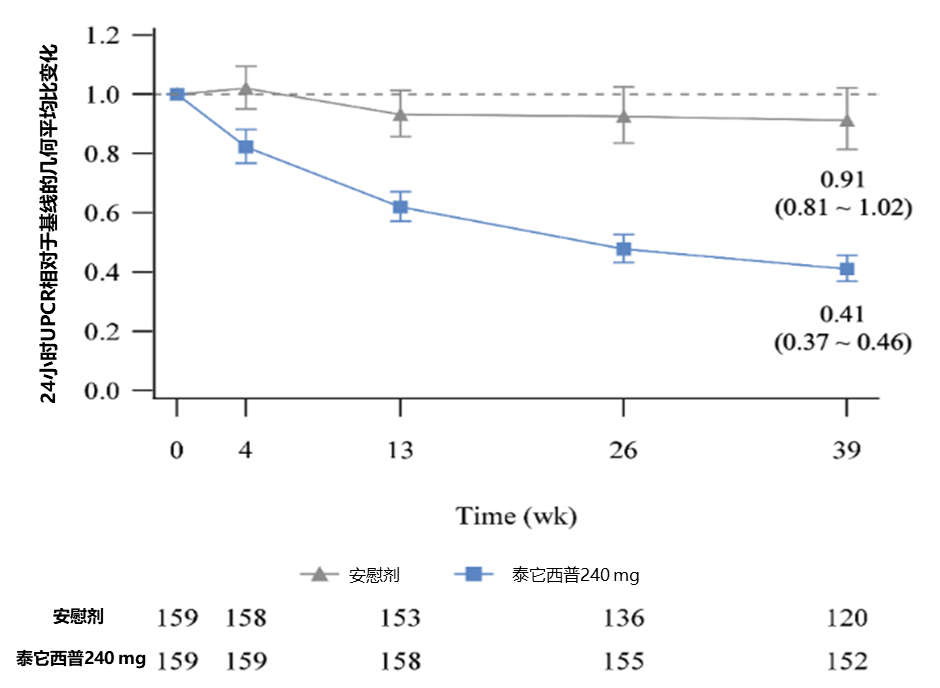 24小时UPCR相对于基线的几何平均比变化
1.2
1.0
0.8
0.6
0.4
0.2
0.0
0.91
(0.81 ~ 1.02)
0.41
(0.37 ~ 0.46)
0 4 13 26 39
Time (wk)
安慰剂 泰它西普240 mg
安慰剂 159 158 153 136 120
泰它西普240 mg 159 159 158 155 152